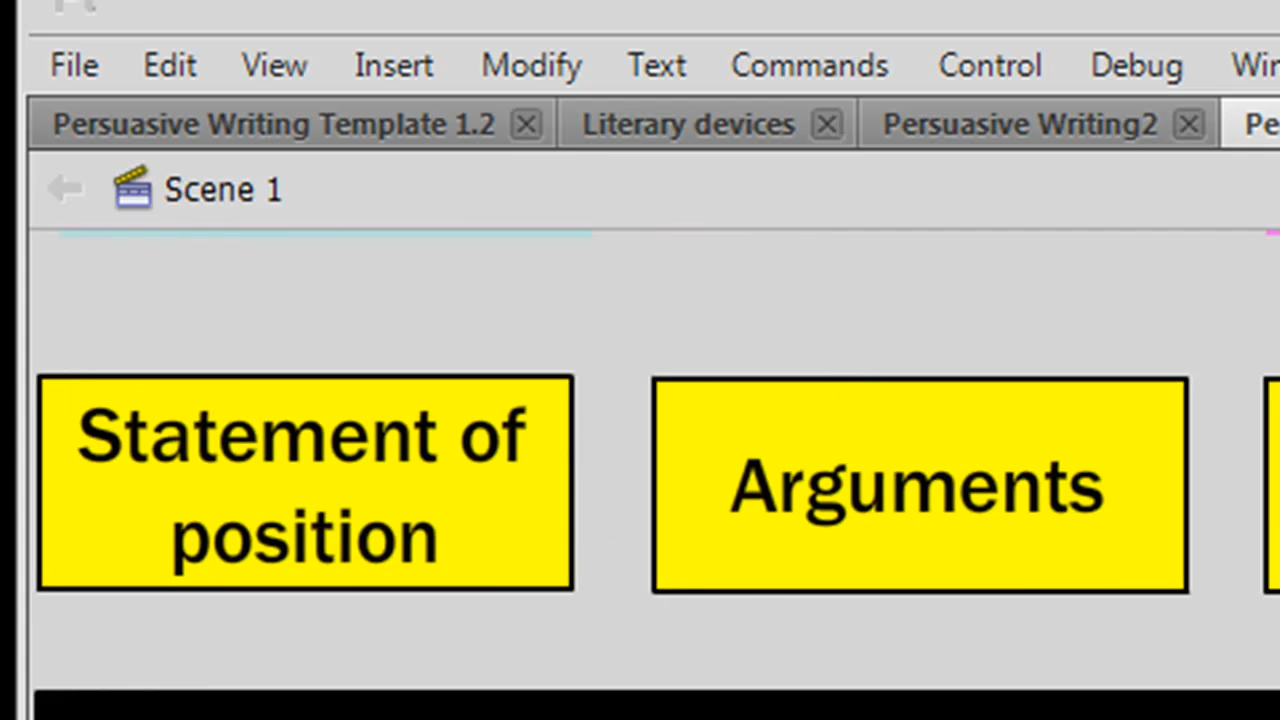 File Edit View Insert Modify Text Commands Control Debug
Persuasive Writing Template 1.2 Literary devices Persuasive Writing2
Scene 1
Statement of
position
Arguments